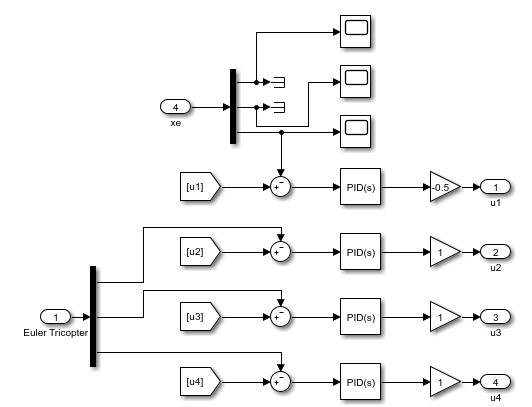 4
xe
[u1]
PID(s)
-0.5
1
u1
[u2]
PID(s)
1
2
u2
1
Euler Tricopter
[u3]
PID(s)
1
3
u3
[u4]
PID(s)
1
4
u4